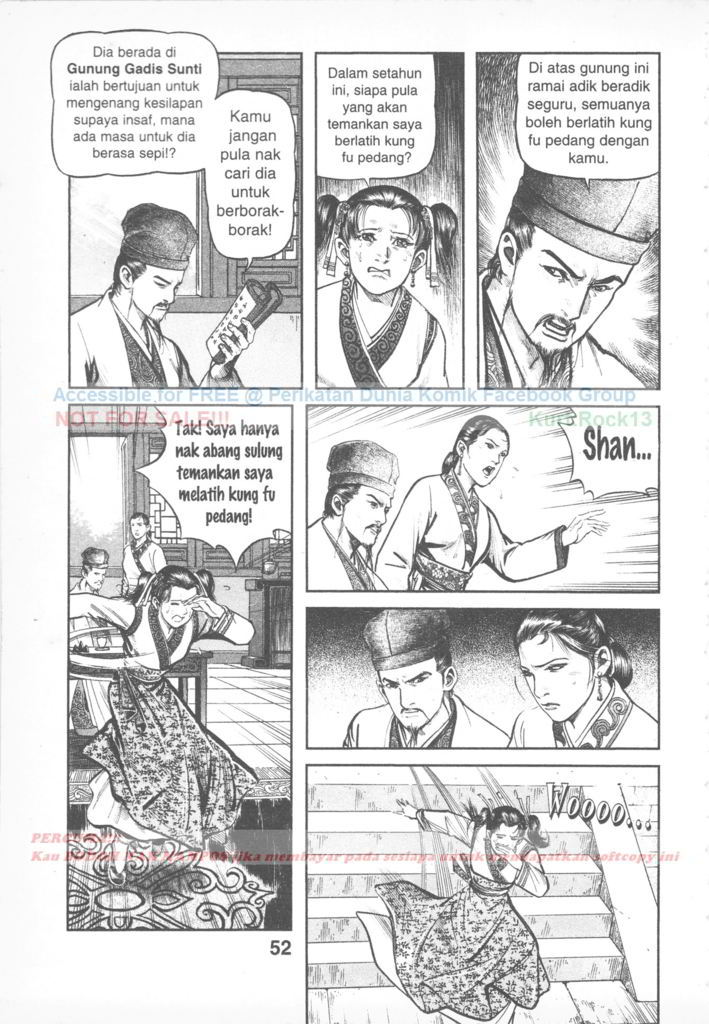 Dia berada di
Gunung Gadis Sunti
ialah bertujuan untuk
mengenang kesilapan
supaya insaf, mana
ada masa untuk dia
berasa sepi!?
Kamu
jangan
pula nak
cari dia
untuk
berborak-
borak!
Dalam setahun
ini, siapa pula
yang akan
temankan saya
berlatih kung
fu pedang?
Di atas gunung ini
ramai adik beradik
seguru, semuanya
boleh berlatih kung
fu pedang dengan
kamu.
Accessible for FREE @ Perikatan Dunia Komik Facebook Group
NOT FOR SALE!!!
Tak! Saya hanya
nak abang sulung
temankan saya
melatih kung fu
pedang!
Shan...
Woooo...
jika membayar pada sesiapa untuk
softcopy ini
52